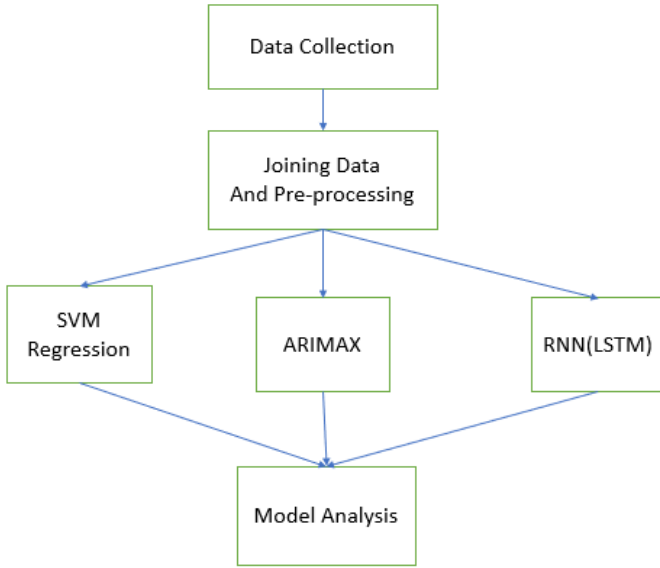 Data Collection
Joining Data
And Pre-processing
SVM
Regression
ARIMAX
RNN(LSTM)
Model Analysis